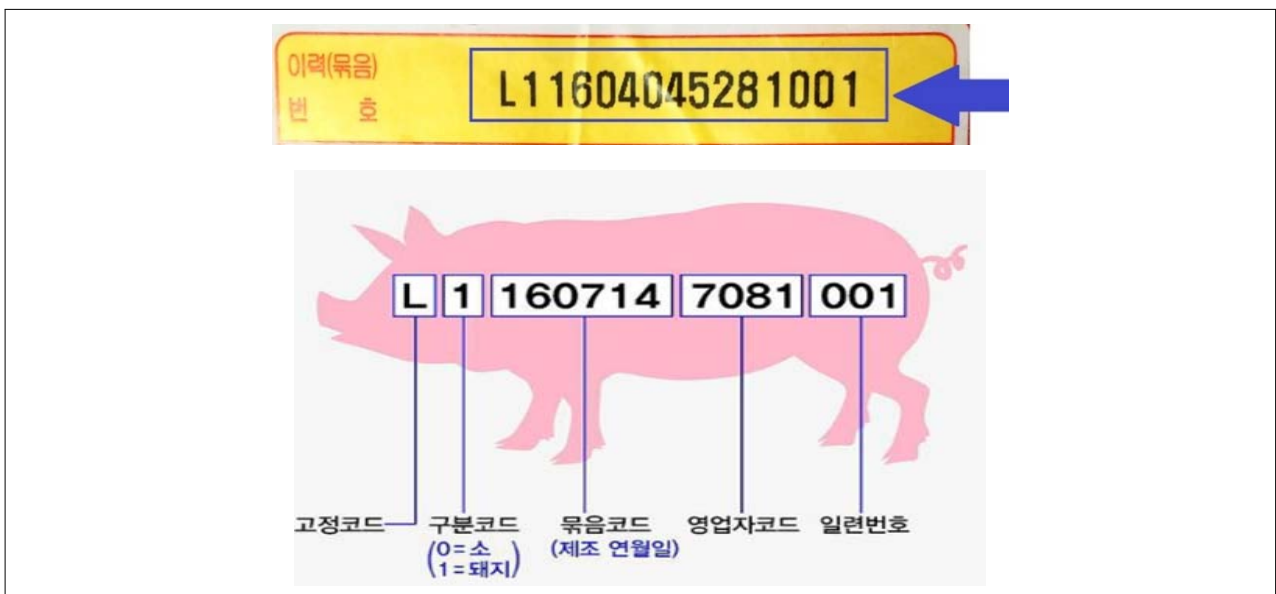 이력(묶음)
번 호
L11604045281001
L 1 160714 7081 001
고정코드 구분코드 묶음코드 영업자코드 일련번호
(0=소
1=돼지)
(제조 연월일)